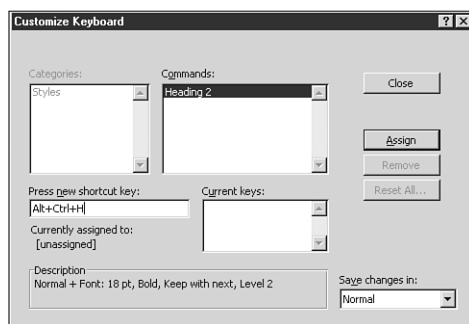 Customize Keyboard
Categories:
Commands:
Styles
Heading 2
Close
Assign
Remove
Reset All...
Press new shortcut key:
Current keys:
Alt+Ctrl+H
Currently assigned to:
[unassigned]
Description
Normal + Font: 18 pt, Bold, Keep with next, Level 2
Save changes in:
Normal